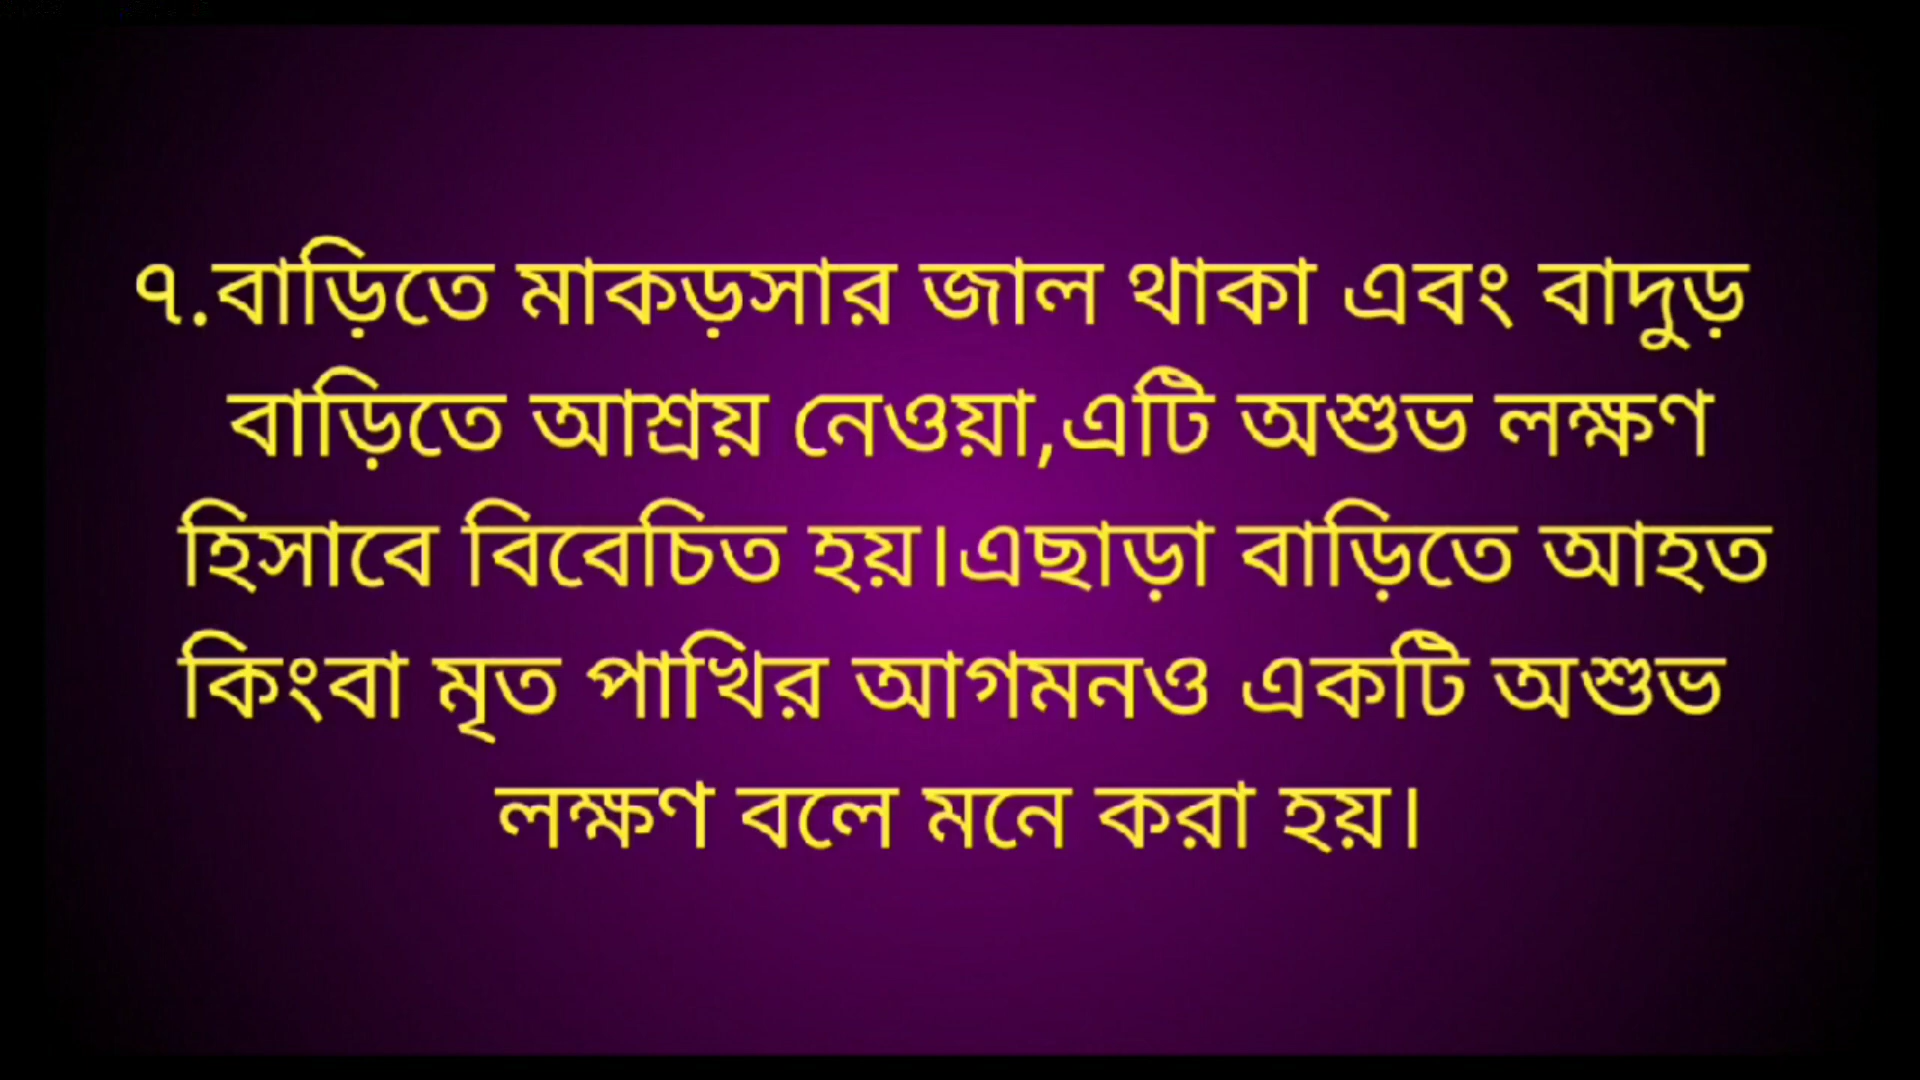 ৭.বাড়িতে মাকড়সার জাল থাকা এবং বাদুড়
বাড়িতে আশ্রয় নেওয়া,এটি অশুভ লক্ষণ
হিসাবে বিবেচিত হয়।এছাড়া বাড়িতে আহত
কিংবা মৃত পাখির আগমনও একটি অশুভ
লক্ষণ বলে মনে করা হয়।